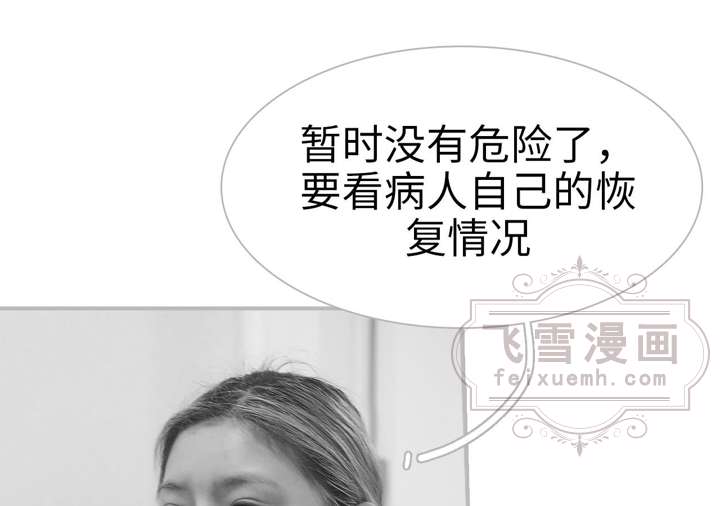 暂时没有危险了，
要看病人自己的恢
复情况
飞雪漫画
feixuemh.com